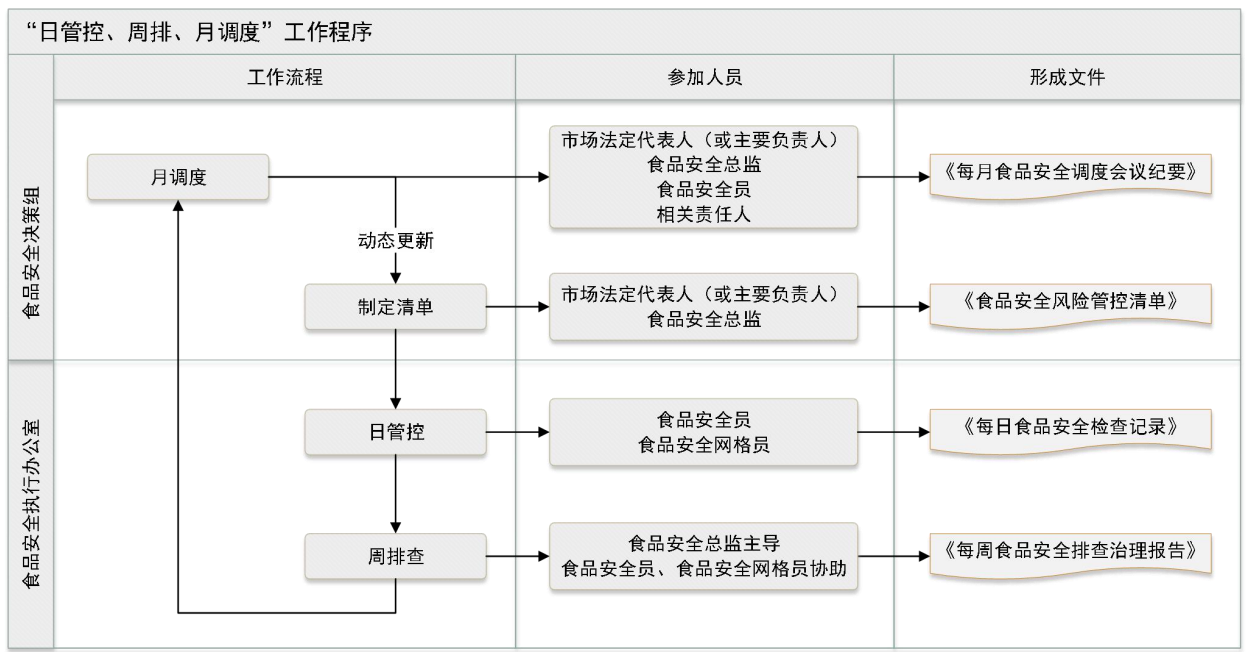 “日管控、周排、月调度”工作程序
工作流程
参加人员
形成文件
食品安全决策组
月调度
市场法定代表人（或主要负责人）
食品安全总监
食品安全员
相关责任人
《每月食品安全调度会议纪要》
动态更新
制定清单
市场法定代表人（或主要负责人）
食品安全总监
《食品安全风险管控清单》
食品安全执行办公室
日管控
食品安全员
食品安全网格员
《每日食品安全检查记录》
周排查
食品安全总监主导
食品安全员、食品安全网格员协助
《每周食品安全排查治理报告》